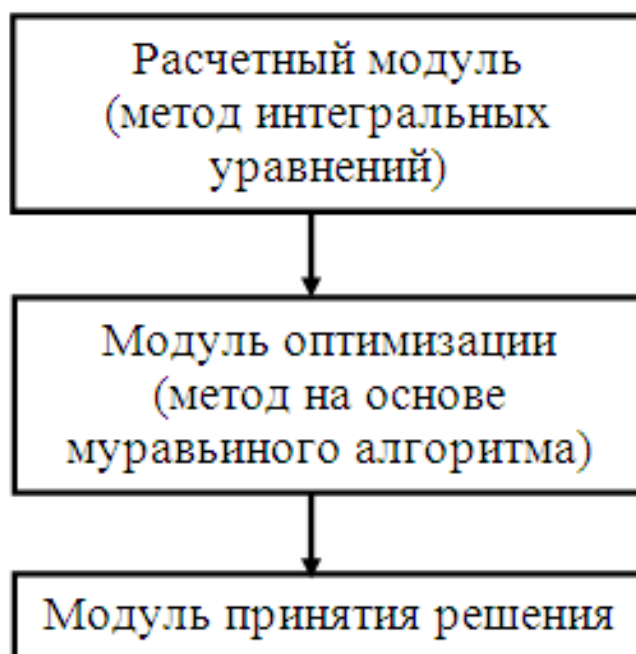 Расчетный модуль
(метод интегральных
уравнений)
Модуль оптимизации
(метод на основе
муравьиного алгоритма)
Модуль принятия решения